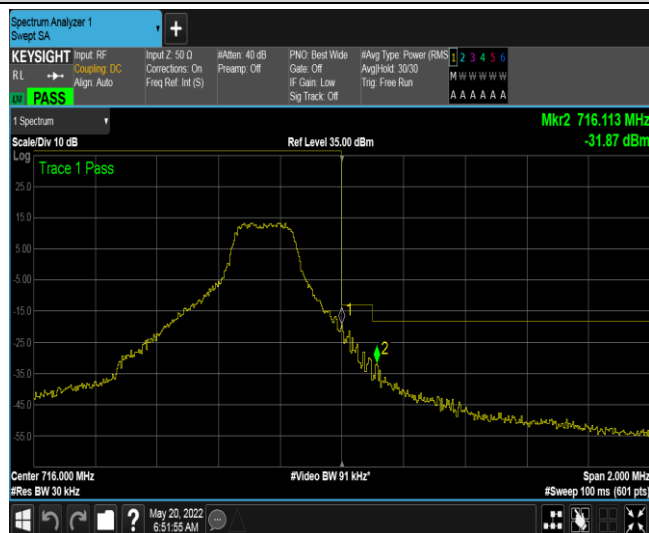 Spectrum Analyzer 1
Swept SA
+
KEYSIGHT
RL
LXI PASS
Input: RF
Coupling: DC
Align: Auto
Input Z: 50 Ω
Corrections: On
Freq Ref: Int (S)
#Atten: 40 dB
Preamp: Off
PNO: Best Wide
Gate: Off
IF Gain: Low
Sig Track: Off
#Avg Type: Power (RMS
Avg|Hold: 30/30
Trig: Free Run
1 2 3 4 5 6
M W W W W W
A A A A A A
1 Spectrum
Mkr2 716.113 MHz
Scale/Div 10 dB
Ref Level 35.00 dBm
-31.87 dBm
Log
Trace 1 Pass
25.0
15.0
5.00
-5.00
-15.0
-25.0
-35.0
-45.0
-55.0
1
2
Center 716.000 MHz
#Video BW 91 kHz*
Span 2.000 MHz
#Res BW 30 kHz
#Sweep 100 ms (601 pts)
?
May 20, 2022
6:51:55 AM